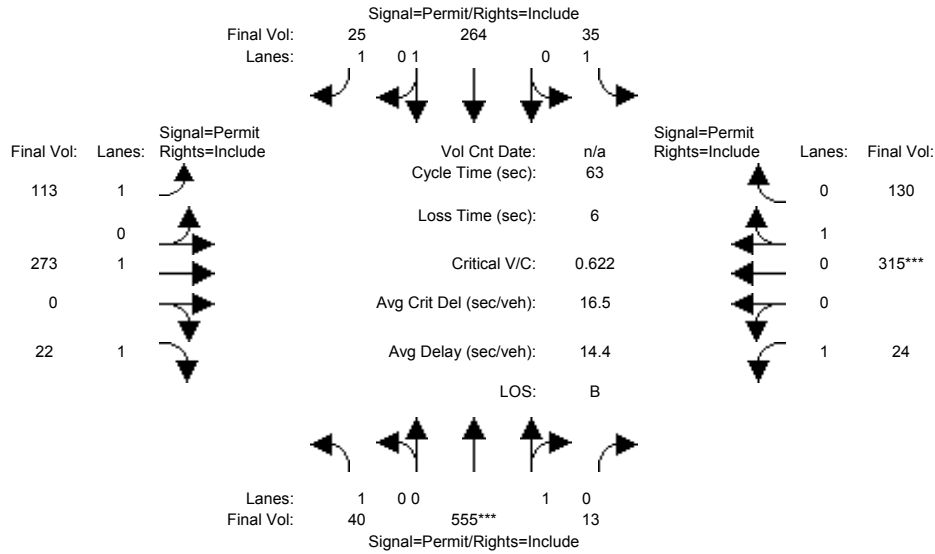 Signal=Permit/Rights=Include
Final Vol: 25 264 35
Lanes: 1 0 1 0 1
Signal=Permit
Final Vol: Lanes: Rights=Include
Vol Cnt Date: n/a
Signal=Permit
Rights=Include Lanes: Final Vol:
Cycle Time (sec): 63
113 1
0 130
Loss Time (sec): 6
0
1
273 1
Critical V/C: 0.622
0 315***
0
Avg Crit Del (sec/veh): 16.5
0
22 1
Avg Delay (sec/veh): 14.4
1 24
LOS: B
Lanes: 1 0 0 1 0
Final Vol: 40 555*** 13
Signal=Permit/Rights=Include